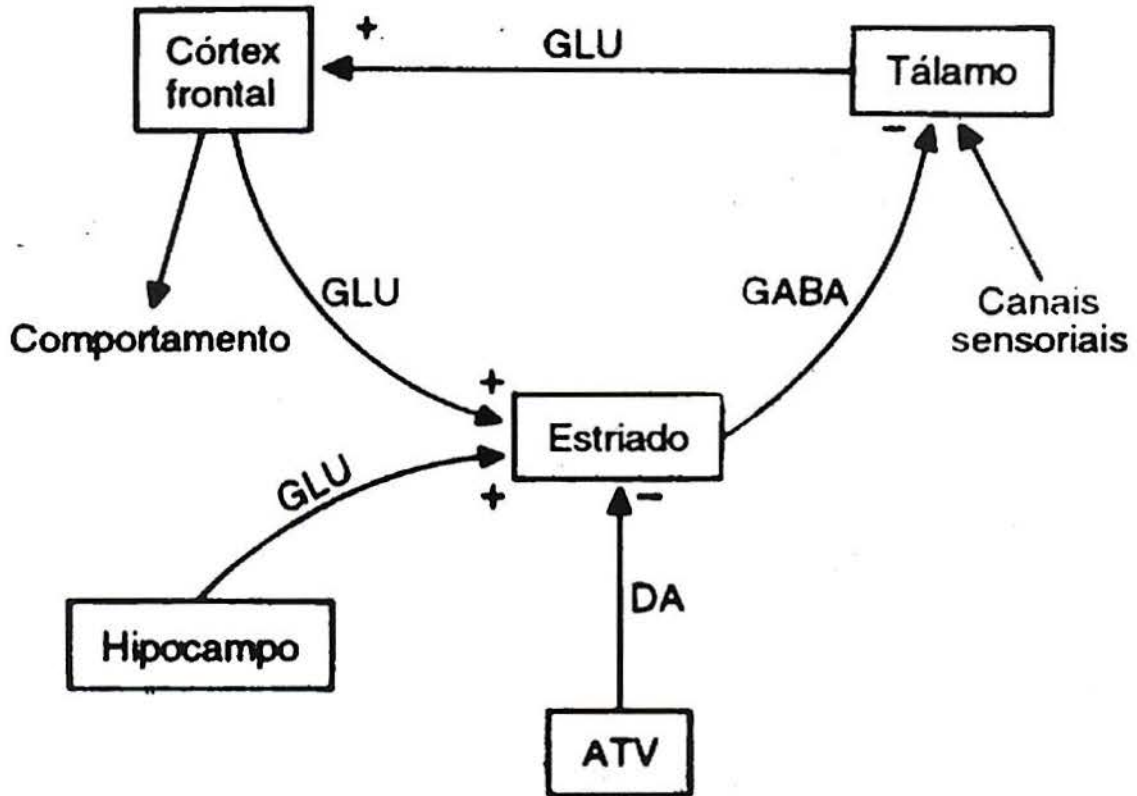 Córtex
frontal
+
GLU
Tálamo
-
GLU
GABA
Canais
sensoriais
Comportamento
+
Estriado
GLU
+
-
DA
Hipocampo
ATV